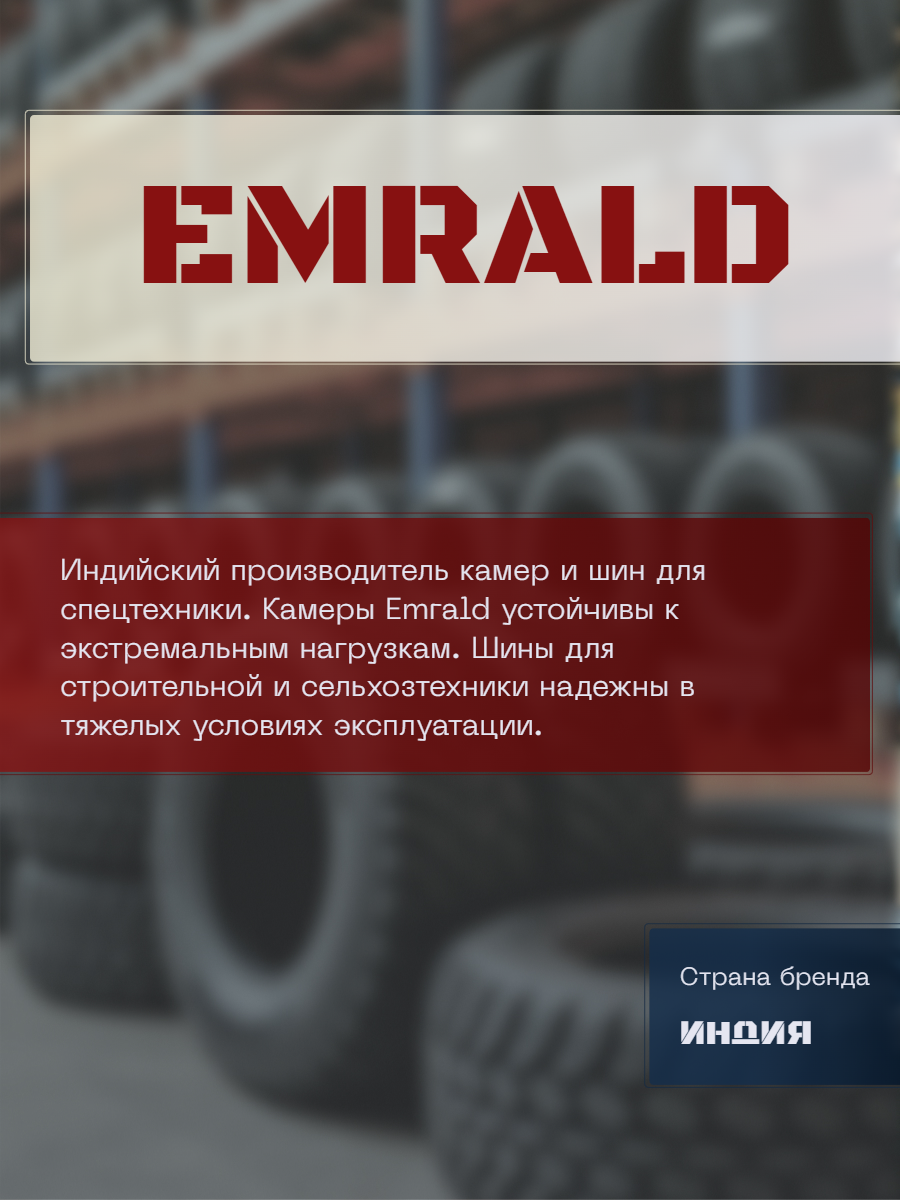 EMRALD
Индийский производитель камер и шин для
спецтехники. Камеры Emrald устойчивы к
экстремальным нагрузкам. Шины для
строительной и сельхозтехники надежны в
тяжелых условиях эксплуатации.
Страна бренда
ИНДИЯ